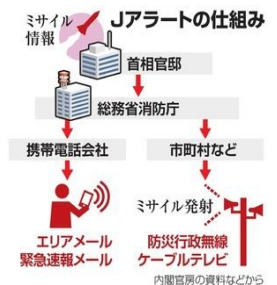 Jアラートの仕組み
ミサイル
情報
首相官邸
総務省消防庁
携帯電話会社
市町村など
エリアメール
緊急速報メール
ミサイル発射
防災行政無線
ケーブルテレビ
内閣官房の資料などから